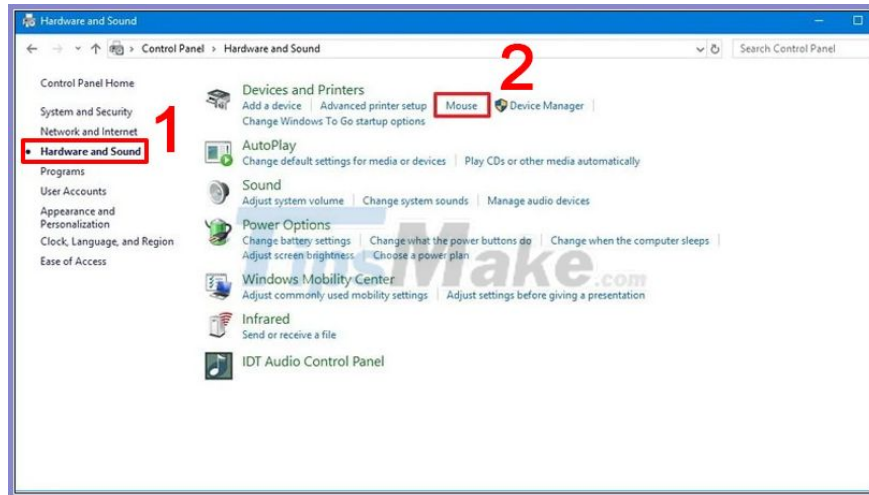 Hardware and Sound
Control Panel > Hardware and Sound
Search Control Panel
Control Panel Home
System and Security
Network and Internet
Hardware and Sound
1
Programs
User Accounts
Appearance and
Personalization
Clock, Language, and Region
Ease of Access
2
Devices and Printers
Add a device | Advanced printer setup | Mouse | Device Manager |
Change Windows To Go startup options
AutoPlay
Change default settings for media or devices | Play CDs or other media automatically
Sound
Adjust system volume | Change system sounds | Manage audio devices
Power Options
Change battery settings | Change what the power buttons do | Change when the computer sleeps |
Adjust screen brightness | Choose a power plan
TipsMake.com
Windows Mobility Center
Adjust commonly used mobility settings | Adjust settings before giving a presentation
Infrared
Send or receive a file
IDT Audio Control Panel